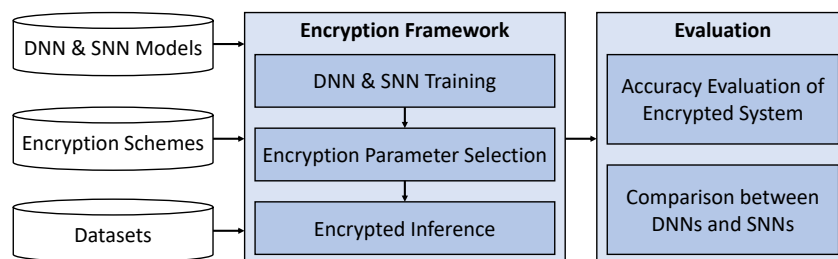 DNN & SNN Models
Encryption Schemes
Datasets
Encryption Framework
DNN & SNN Training
Encryption Parameter Selection
Encrypted Inference
Evaluation
Accuracy Evaluation of
Encrypted System
Comparison between
DNNs and SNNs